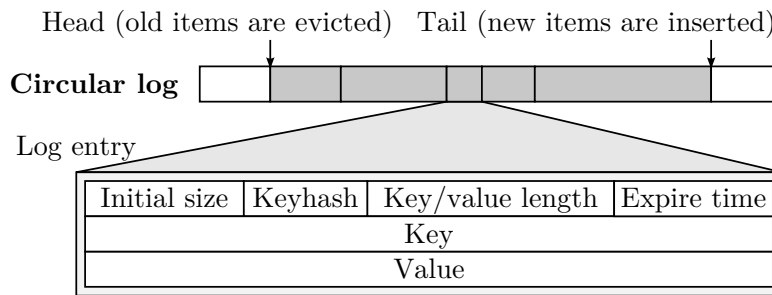 Head (old items are evicted) Tail (new items are inserted)
Circular log
Log entry
Initial size Keyhash Key/value length Expire time
Key
Value